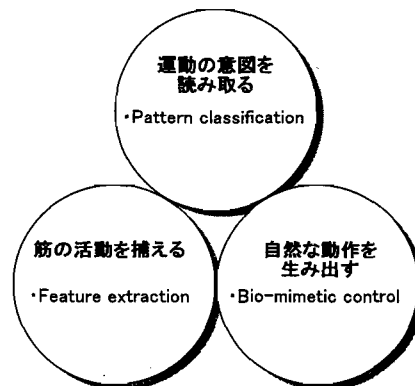 運動の意図を
読み取る
・Pattern classification
筋の活動を捕える
・Feature extraction
自然な動作を
生み出す
・Bio-mimetic control